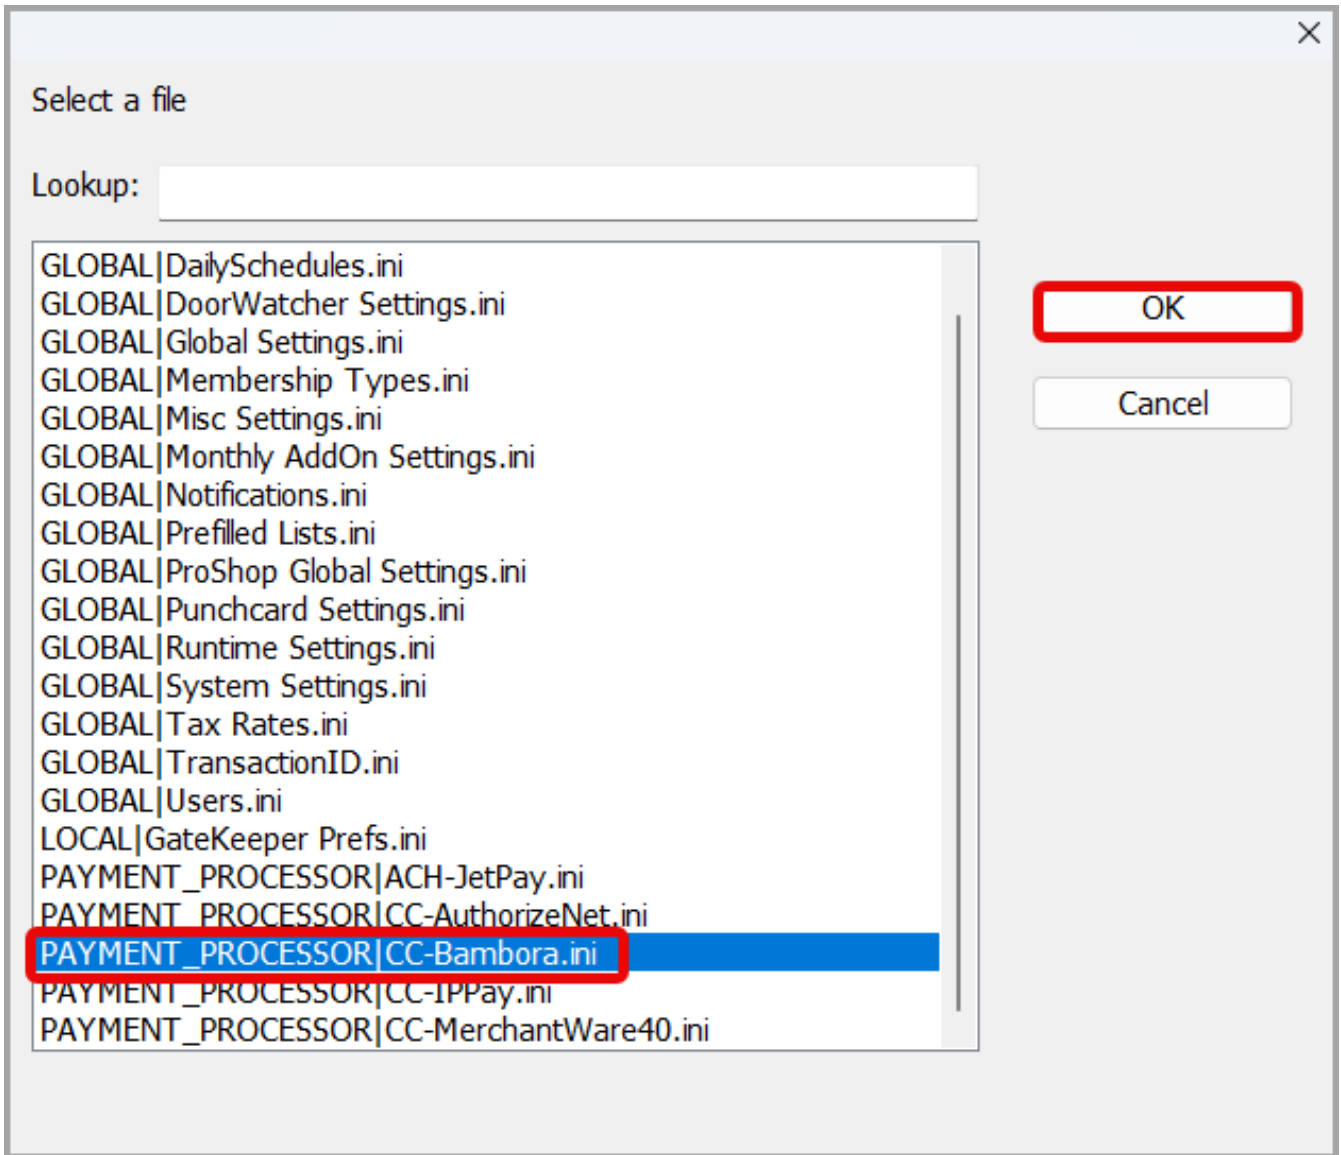 Select a file
Lookup:
GLOBAL|DailySchedules.ini
GLOBAL|DoorWatcher Settings.ini
GLOBAL|Global Settings.ini
GLOBAL|Membership Types.ini
GLOBAL|Misc Settings.ini
GLOBAL|Monthly AddOn Settings.ini
GLOBAL|Notifications.ini
GLOBAL|Prefilled Lists.ini
GLOBAL|ProShop Global Settings.ini
GLOBAL|Punchcard Settings.ini
GLOBAL|Runtime Settings.ini
GLOBAL|System Settings.ini
GLOBAL|Tax Rates.ini
GLOBAL|TransactionID.ini
GLOBAL|Users.ini
LOCAL|GateKeeper Prefs.ini
PAYMENT_PROCESSOR|ACH-JetPay.ini
PAYMENT_PROCESSOR|CC-AuthorizeNet.ini
PAYMENT_PROCESSOR|CC-Bambora.ini
PAYMENT_PROCESSOR|CC-IPPay.ini
PAYMENT_PROCESSOR|CC-MerchantWare40.ini
OK
Cancel